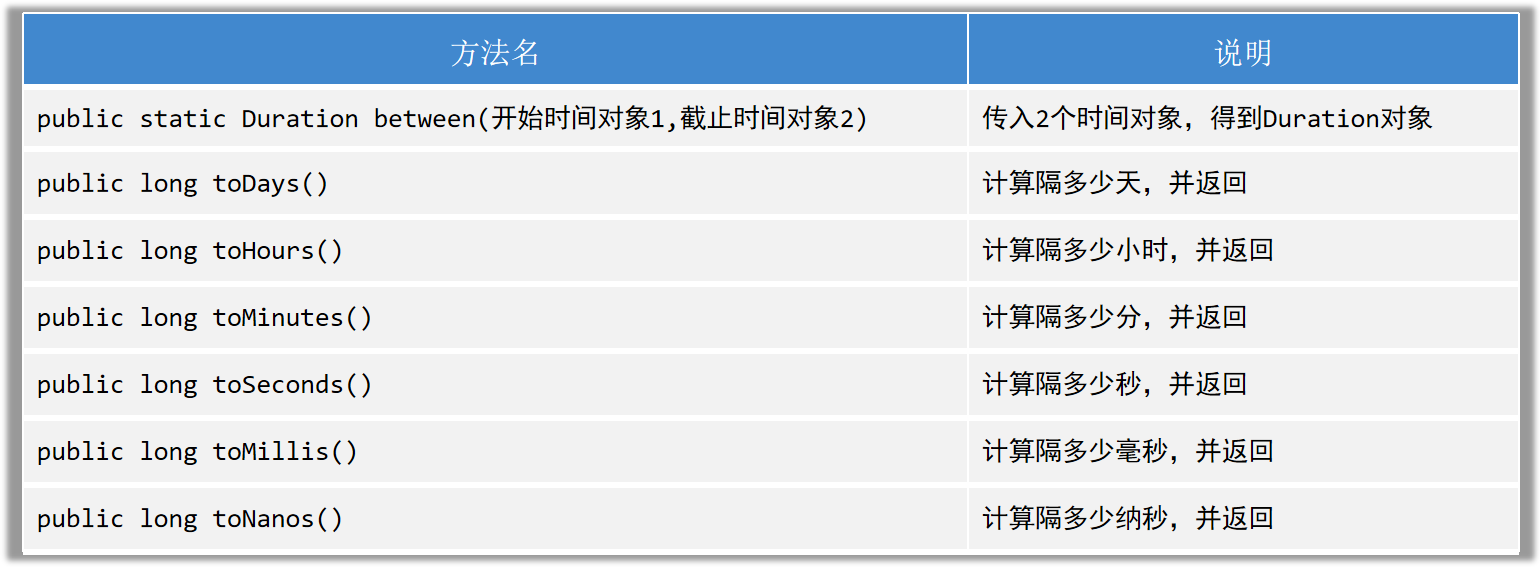 方法名 说明
public static Duration between(开始时间对象1,截止时间对象2) 传入2个时间对象，得到Duration对象
public long toDays() 计算隔多少天，并返回
public long toHours() 计算隔多少小时，并返回
public long toMinutes() 计算隔多少分，并返回
public long toSeconds() 计算隔多少秒，并返回
public long toMillis() 计算隔多少毫秒，并返回
public long toNanos() 计算隔多少纳秒，并返回